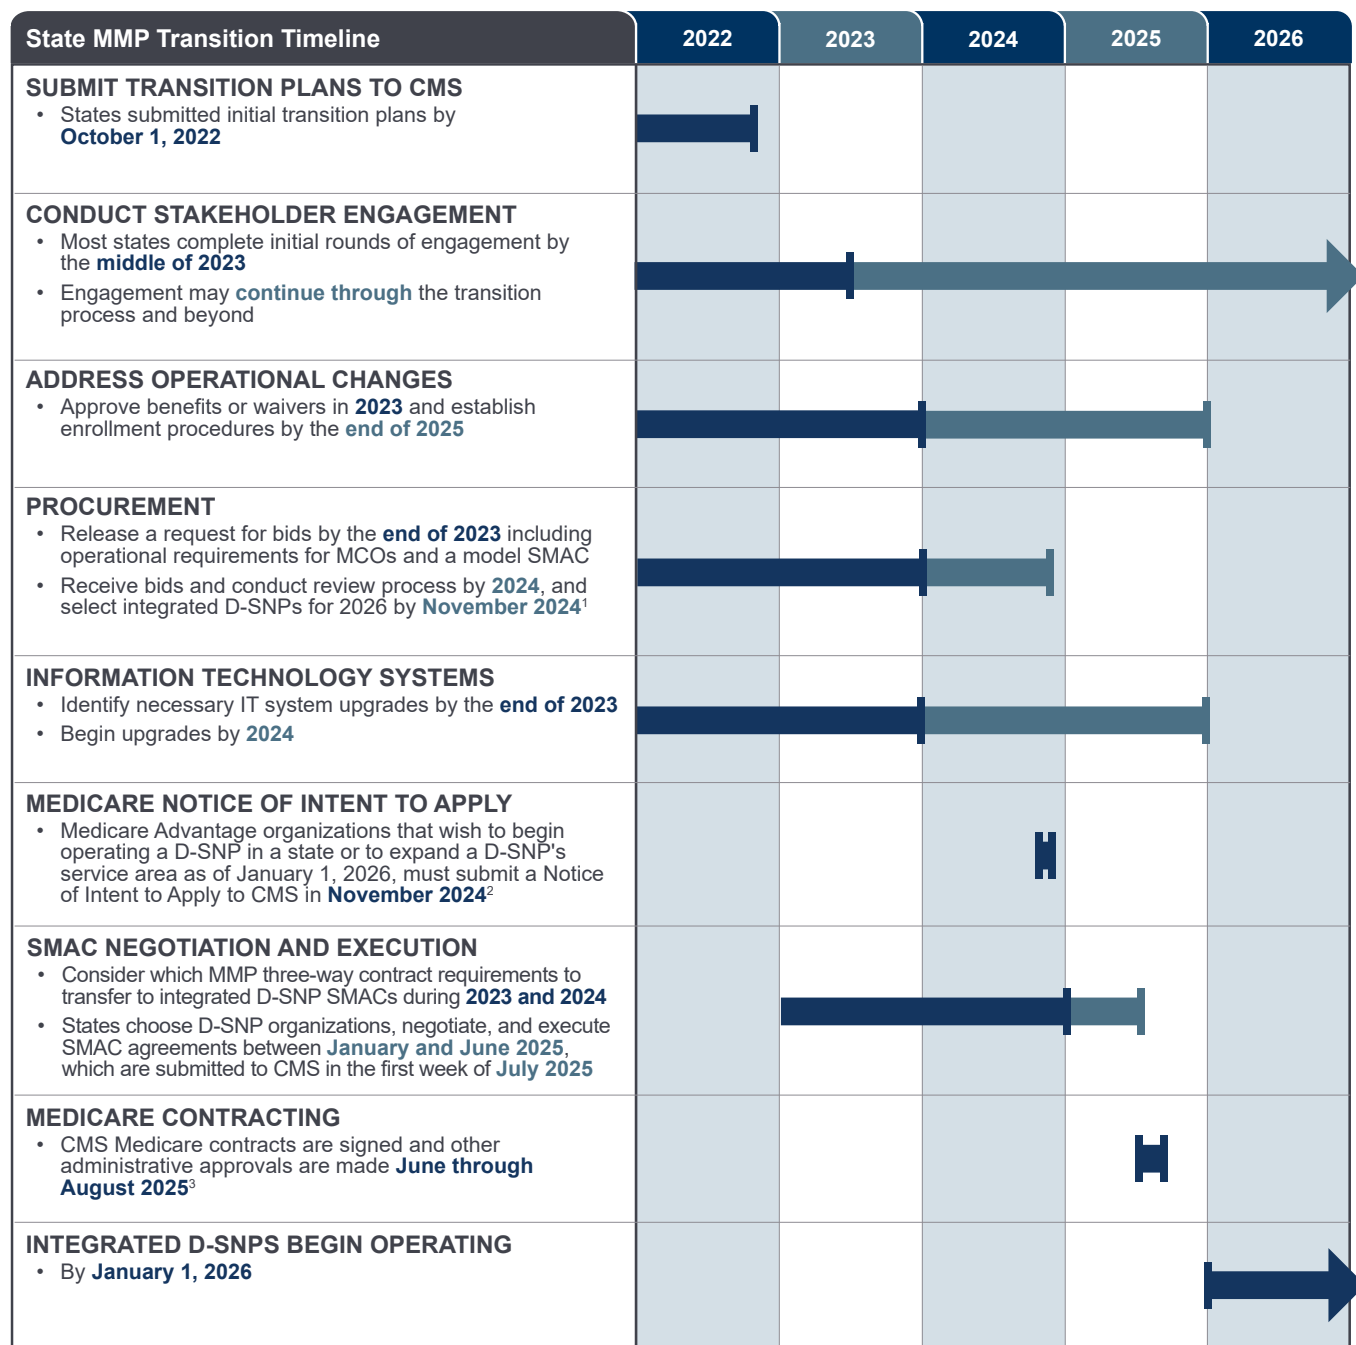 State MMP Transition Timeline 2022 2023 2024 2025 2026
SUBMIT TRANSITION PLANS TO CMS
• States submitted initial transition plans by
October 1, 2022
CONDUCT STAKEHOLDER ENGAGEMENT
• Most states complete initial rounds of engagement by
the middle of 2023
• Engagement may continue through the transition
process and beyond
ADDRESS OPERATIONAL CHANGES
• Approve benefits or waivers in 2023 and establish
enrollment procedures by the end of 2025
PROCUREMENT
• Release a request for bids by the end of 2023 including
operational requirements for MCOs and a model SMAC
• Receive bids and conduct review process by 2024, and
select integrated D-SNPs for 2026 by November 2024¹
INFORMATION TECHNOLOGY SYSTEMS
• Identify necessary IT system upgrades by the end of 2023
• Begin upgrades by 2024
MEDICARE NOTICE OF INTENT TO APPLY
• Medicare Advantage organizations that wish to begin
operating a D-SNP in a state or to expand a D-SNP's
service area as of January 1, 2026, must submit a Notice
of Intent to Apply to CMS in November 2024²
SMAC NEGOTIATION AND EXECUTION
• Consider which MMP three-way contract requirements to
transfer to integrated D-SNP SMACs during 2023 and 2024
• States choose D-SNP organizations, negotiate, and execute
SMAC agreements between January and June 2025,
which are submitted to CMS in the first week of July 2025
MEDICARE CONTRACTING
• CMS Medicare contracts are signed and other
administrative approvals are made June through
August 2025³
INTEGRATED D-SNPS BEGIN OPERATING
• By January 1, 2026